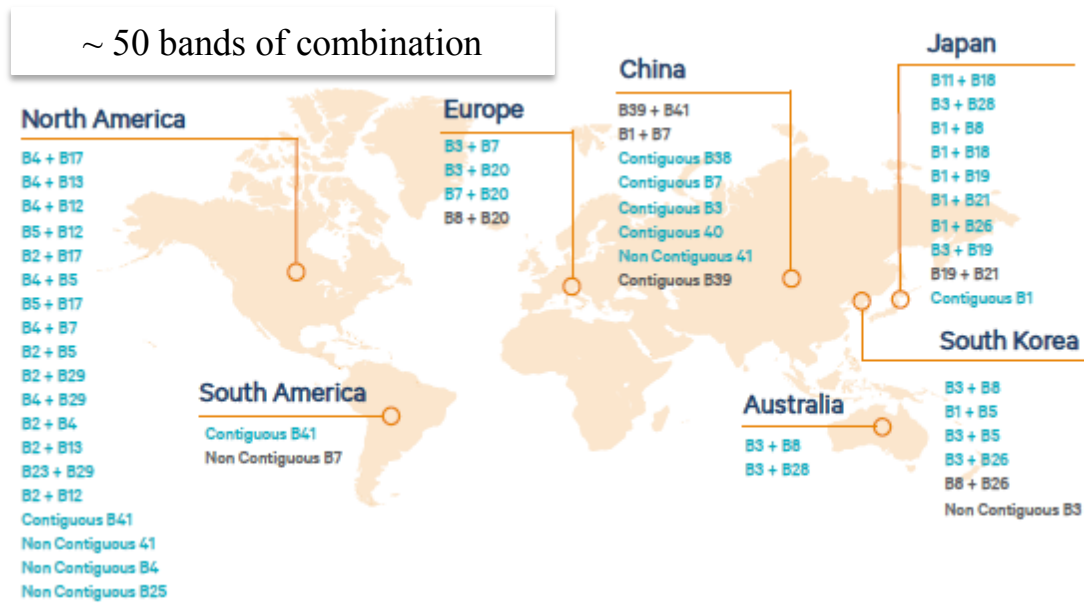 ~ 50 bands of combination
North America
B4 + B17
B4 + B13
B4 + B12
B5 + B12
B2 + B17
B4 + B5
B5 + B17
B4 + B7
B2 + B5
B2 + B29
B4 + B29
B2 + B4
B2 + B13
B23 + B29
B2 + B12
Contiguous B41
Non Contiguous 41
Non Contiguous B4
Non Contiguous B25
South America
Contiguous B41
Non Contiguous B7
Europe
B3 + B7
B3 + B20
B7 + B20
B8 + B20
China
B39 + B41
B1 + B7
Contiguous B38
Contiguous B7
Contiguous B3
Contiguous 40
Non Contiguous 41
Contiguous B39
Japan
B11 + B18
B3 + B28
B1 + B8
B1 + B18
B1 + B19
B1 + B21
B1 + B26
B3 + B19
B19 + B21
Contiguous B1
South Korea
B3 + B8
B1 + B5
B3 + B5
B3 + B26
B8 + B26
Non Contiguous B3
Australia
B3 + B8
B3 + B28